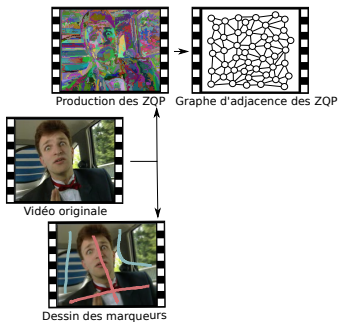 Production des ZQP
Graphe d'adjacence des ZQP
Vidéo originale
Dessin des marqueurs